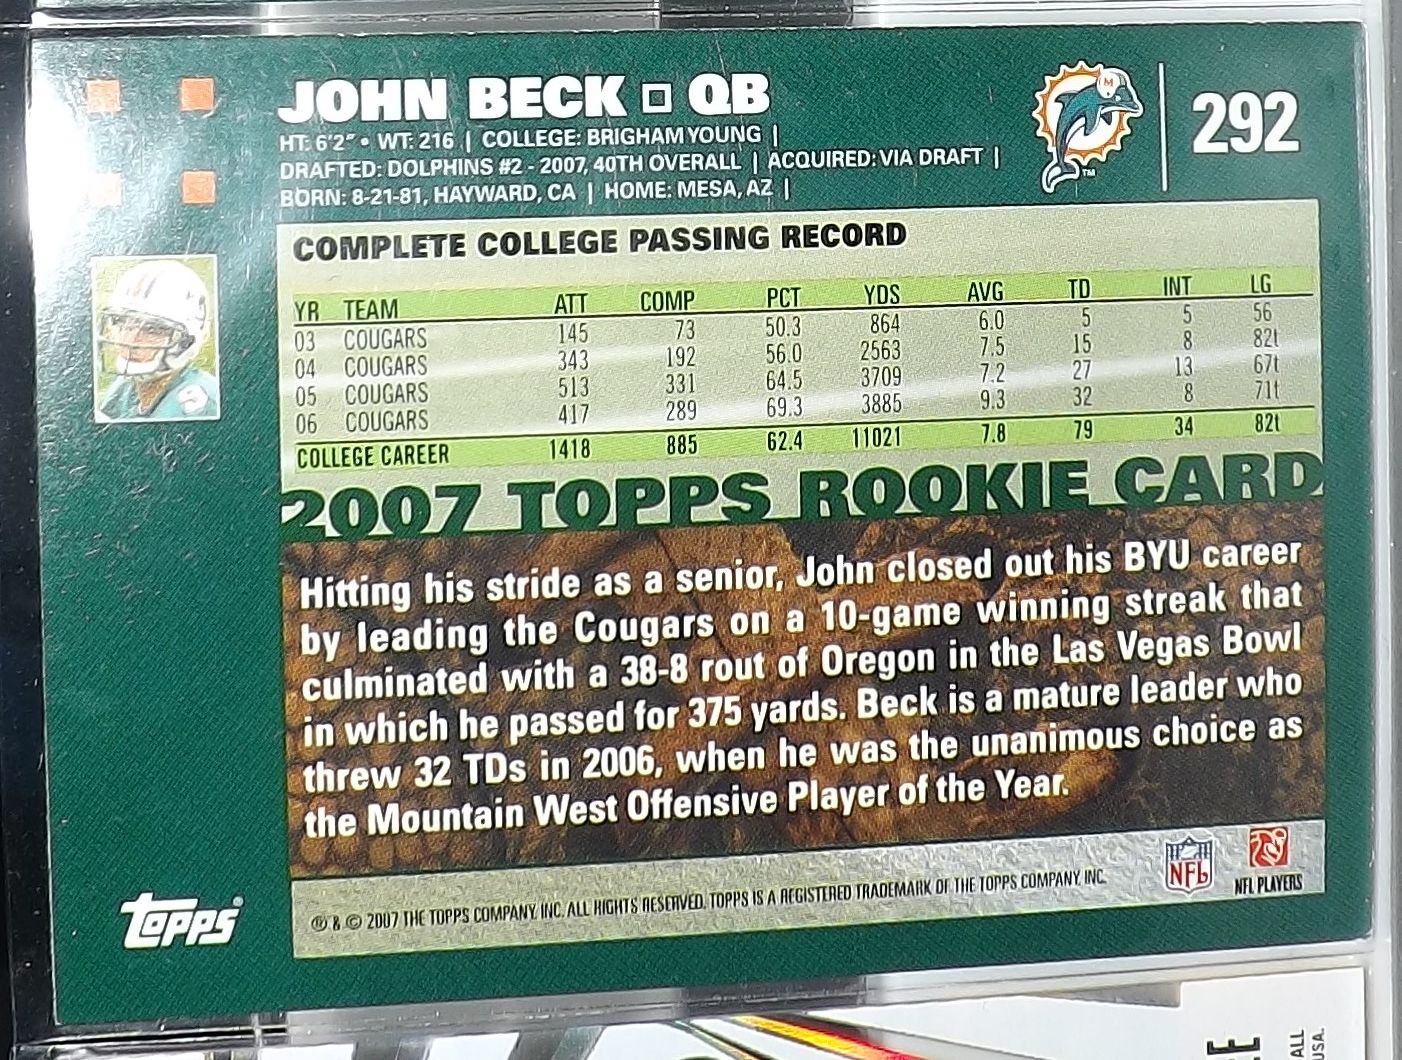 JOHN BECK □ QB
292
HT: 6'2" • WT: 216 | COLLEGE: BRIGHAM YOUNG |
DRAFTED: DOLPHINS #2 - 2007, 40TH OVERALL | ACQUIRED: VIA DRAFT |
BORN: 8-21-81, HAYWARD, CA | HOME: MESA, AZ |
M
TM
COMPLETE COLLEGE PASSING RECORD
YR TEAM ATT COMP PCT YDS AVG TD INT LG
03 COUGARS 145 73 50.3 864 6.0 5 5 56
04 COUGARS 343 192 56.0 2563 7.5 15 8 82t
05 COUGARS 513 331 64.5 3709 7.2 27 13 67t
06 COUGARS 417 289 69.3 3885 9.3 32 8 71t
COLLEGE CAREER 1418 885 62.4 11021 7.8 79 34 82t
2007 TOPPS ROOKIE CARD
Hitting his stride as a senior, John closed out his BYU career
by leading the Cougars on a 10-game winning streak that
culminated with a 38-8 rout of Oregon in the Las Vegas Bowl
in which he passed for 375 yards. Beck is a mature leader who
threw 32 TDs in 2006, when he was the unanimous choice as
the Mountain West Offensive Player of the Year.
Topps®
® & © 2007 THE TOPPS COMPANY, INC. ALL RIGHTS RESERVED. TOPPS IS A REGISTERED TRADEMARK OF THE TOPPS COMPANY, INC.
NFL
NFL PLAYERS
ALL